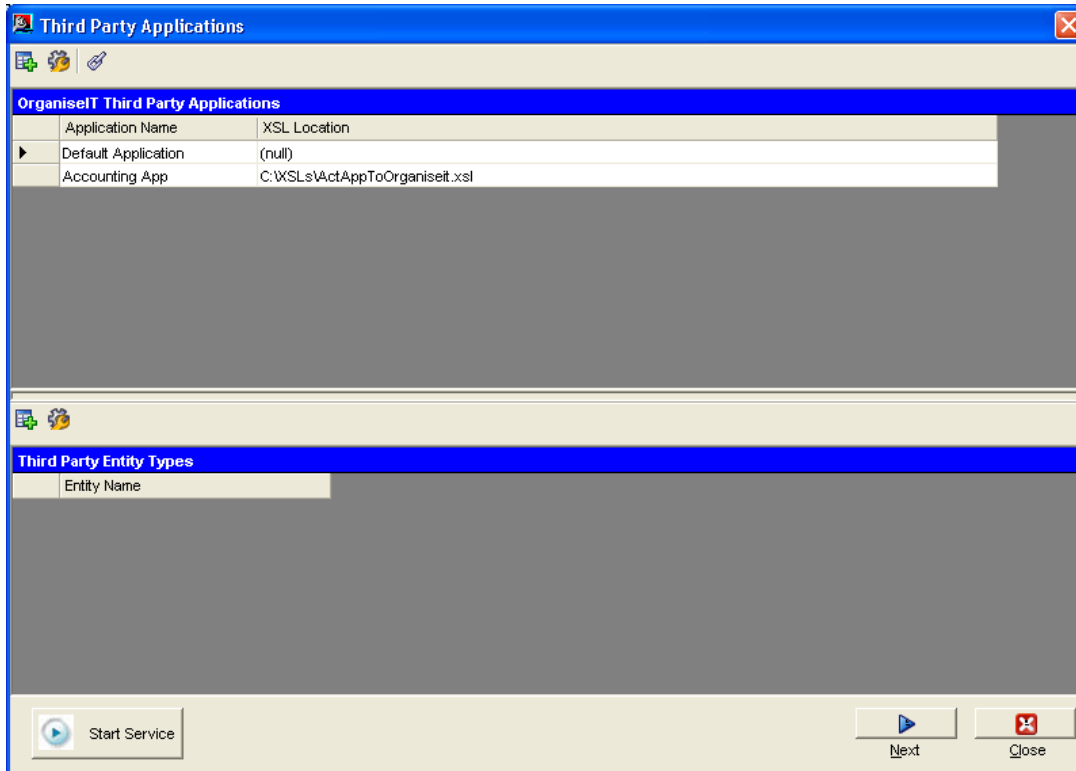 Third Party Applications
OrganiseIT Third Party Applications
Application Name XSL Location
Default Application (null)
Accounting App C:\XSLs\ActAppToOrganiseit.xsl
Third Party Entity Types
Entity Name
Start Service
Next Close